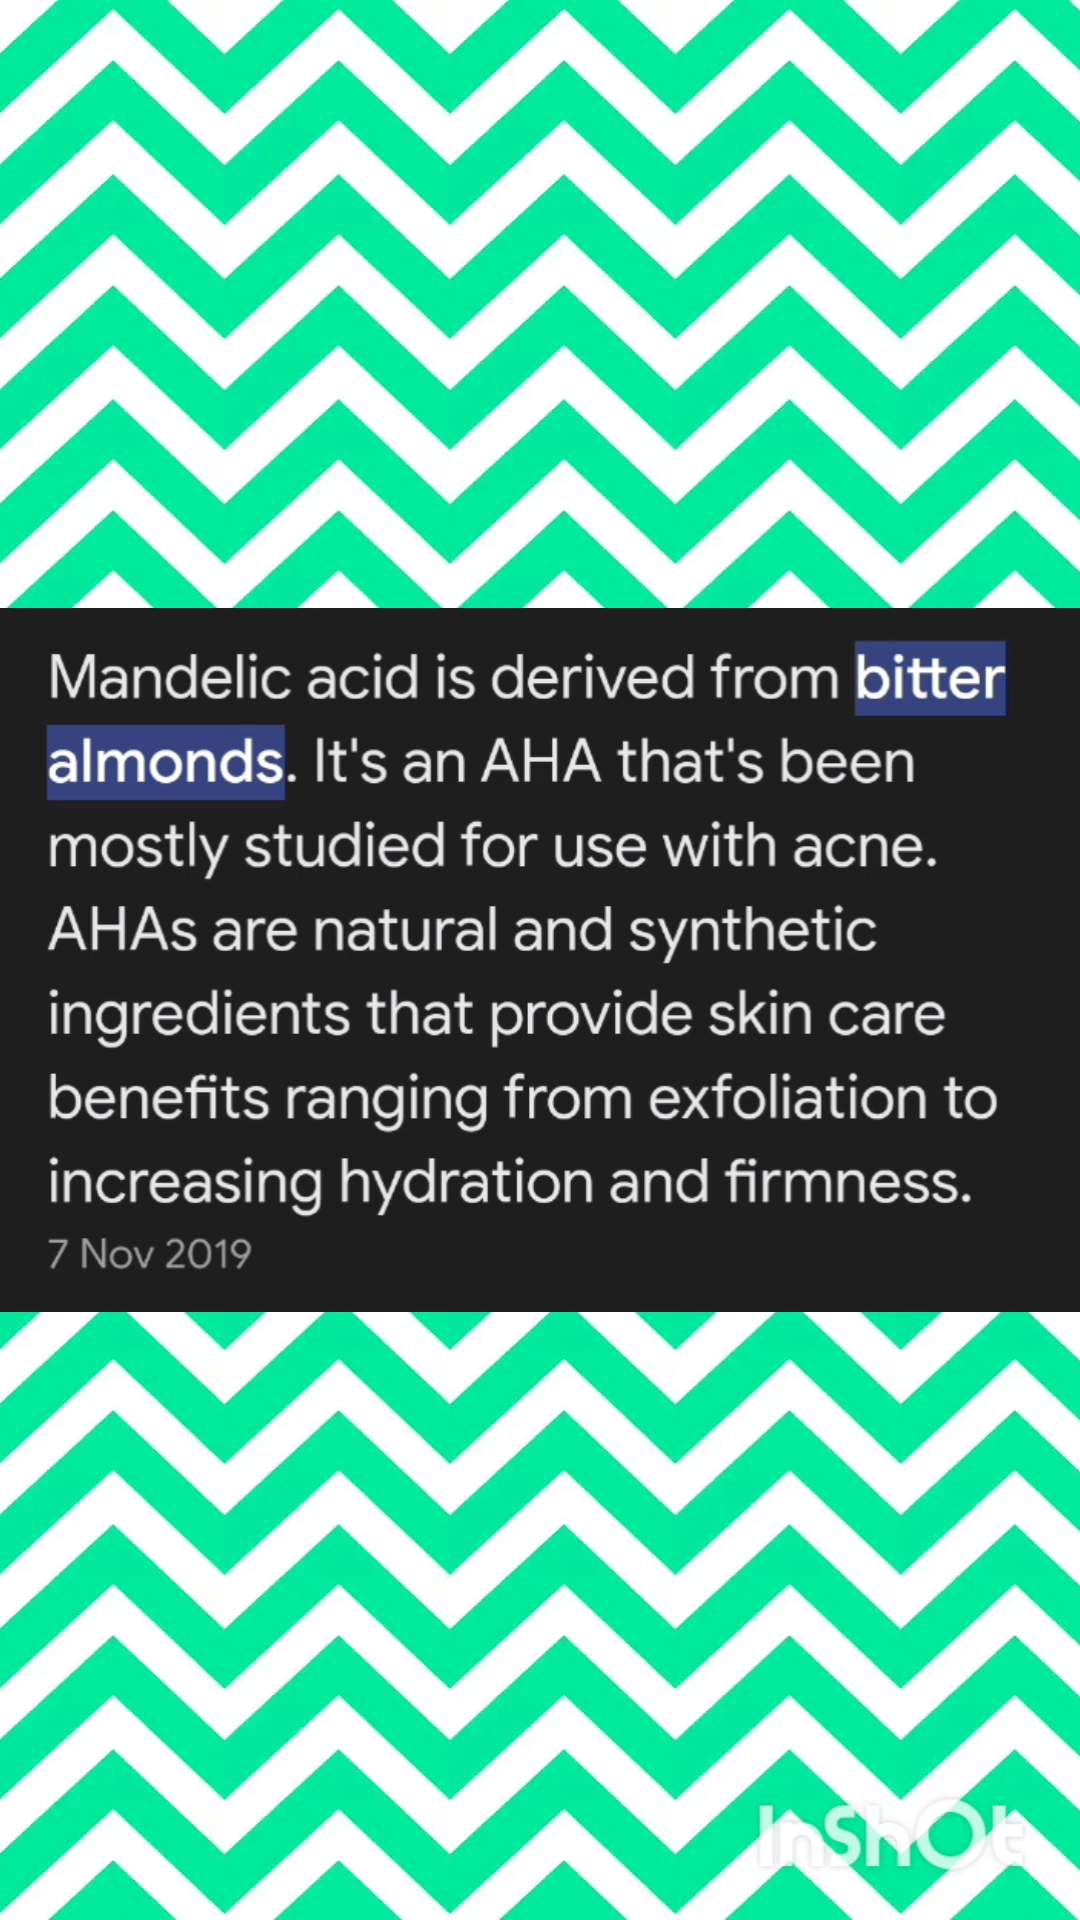 Mandelic acid is derived from bitter
almonds. It's an AHA that's been
mostly studied for use with acne.
AHAs are natural and synthetic
ingredients that provide skin care
benefits ranging from exfoliation to
increasing hydration and firmness.
7 Nov 2019
InShOt